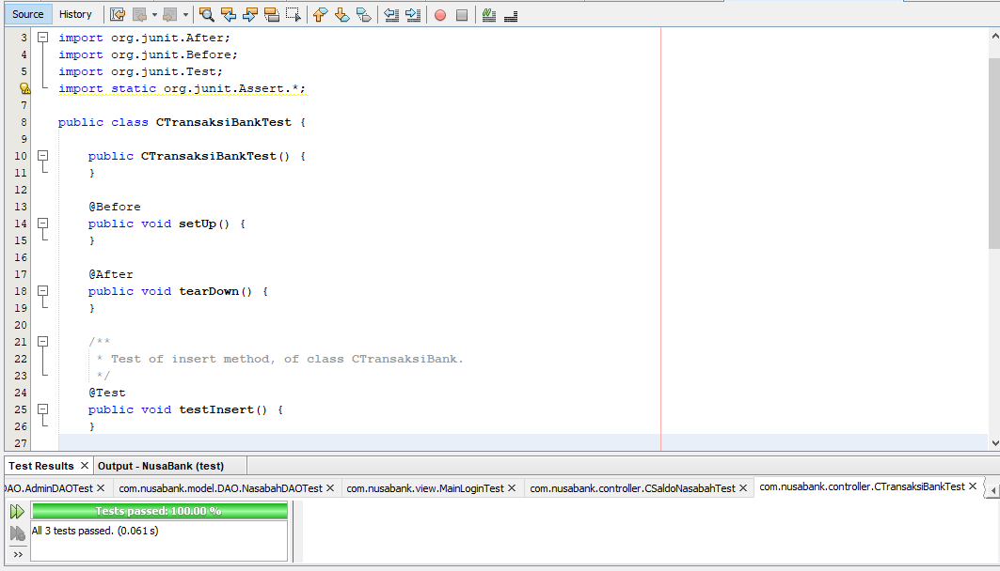 Source History
3 import org.junit.After;
4 import org.junit.Before;
5 import org.junit.Test;
import static org.junit.Assert.*;
7
8 public class CTransaksiBankTest {
9
10 public CTransaksiBankTest() {
11 }
12
13 @Before
14 public void setUp() {
15 }
16
17 @After
18 public void tearDown() {
19 }
20
21 /**
22 * Test of insert method, of class CTransaksiBank.
23 */
24 @Test
25 public void testInsert() {
26 }
27
Test Results Output - NusaBank (test)
DAO.AdminDAOTest com.nusabank.model.DAO.NasabahDAOTest com.nusabank.view.MainLoginTest com.nusabank.controller.CSaldoNasabahTest com.nusabank.controller.CTransaksiBankTest
Tests passed: 100.00 %
All 3 tests passed. (0.061 s)
>>